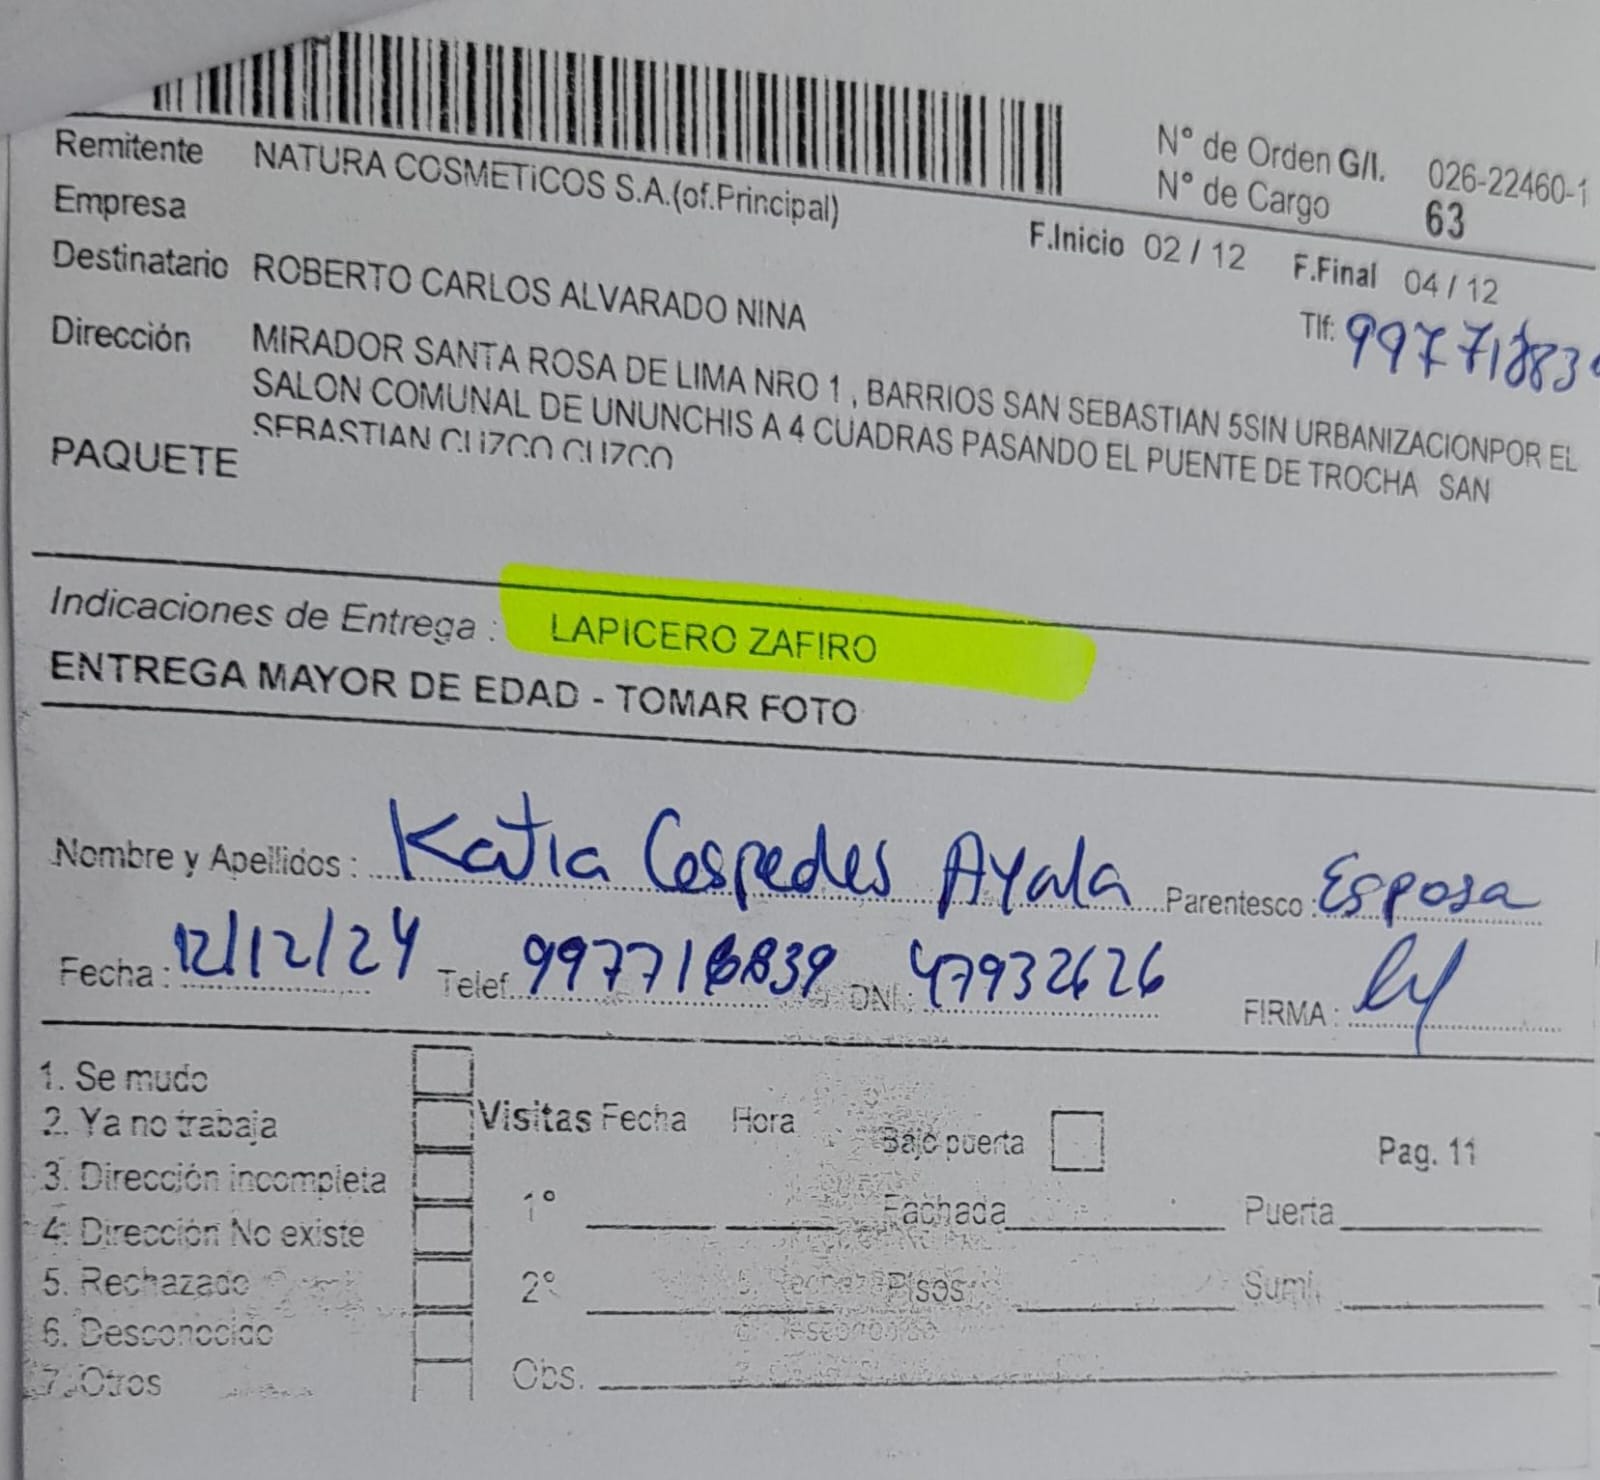 Remitente NATURA COSMETiCOS S.A.(of.Principal)
N° de Orden G/I. 026-22460-1
N° de Cargo 63
Empresa
F.Inicio 02 / 12 F.Final 04 / 12
Destinatario ROBERTO CARLOS ALVARADO NINA
Tlf:
Dirección MIRADOR SANTA ROSA DE LIMA NRO 1 , BARRIOS SAN SEBASTIAN 5SIN URBANIZACIONPOR EL
SALON COMUNAL DE UNUNCHIS A 4 CUADRAS PASANDO EL PUENTE DE TROCHA SAN
SEBASTIAN CUZCO CUZCO
PAQUETE
Indicaciones de Entrega : LAPICERO ZAFIRO
ENTREGA MAYOR DE EDAD - TOMAR FOTO
Nombre y Apellidos : Katia Cespedes Ayala Parentesco : Esposa
Fecha : 12/12/24 Telef. 997718839 DNI : 47932626 FIRMA :
1. Se mudo
2. Ya no trabaja
3. Dirección incompleta
4. Dirección No existe
5. Rechazado
6. Desconocido
7. Otros
Visitas Fecha Hora
1°
2°
Obs.
Bajo puerta
Pag. 11
Fachada Puerta
Pisos Sumi.